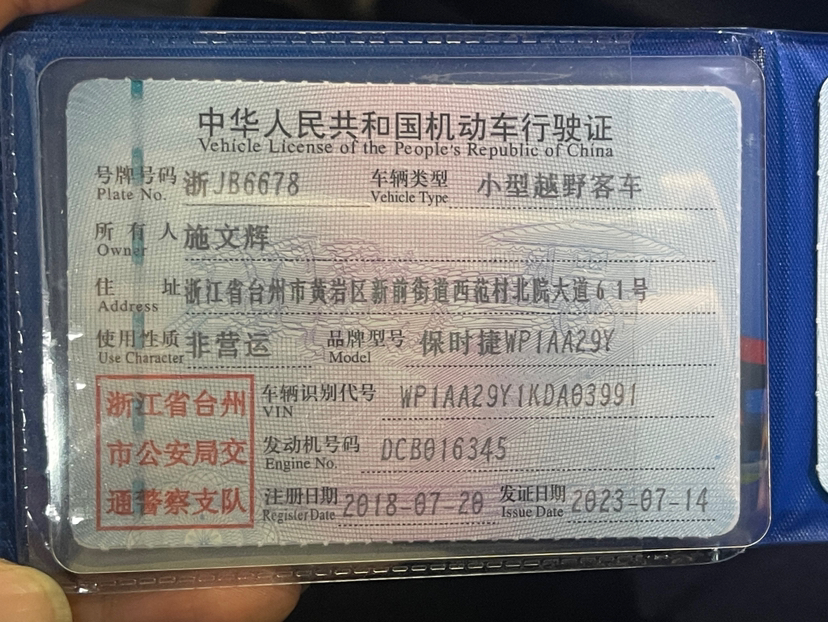 中华人民共和国机动车行驶证
Vehicle License of the People's Republic of China
号牌号码 Plate No. 浙JB6678 车辆类型 Vehicle Type 小型越野客车
所有人 Owner 施文辉
住址 Address 浙江省台州市黄岩区新前街道西范村北院大道61号
使用性质 Use Character 非营运 品牌型号 Model 保时捷WP1AA29Y
车辆识别代号 VIN WP1AA29Y1KDA03991
发动机号码 Engine No. DCB016345
注册日期 Register Date 2018-07-20 发证日期 Issue Date 2023-07-14
浙江省台州
市公安局交
通警察支队